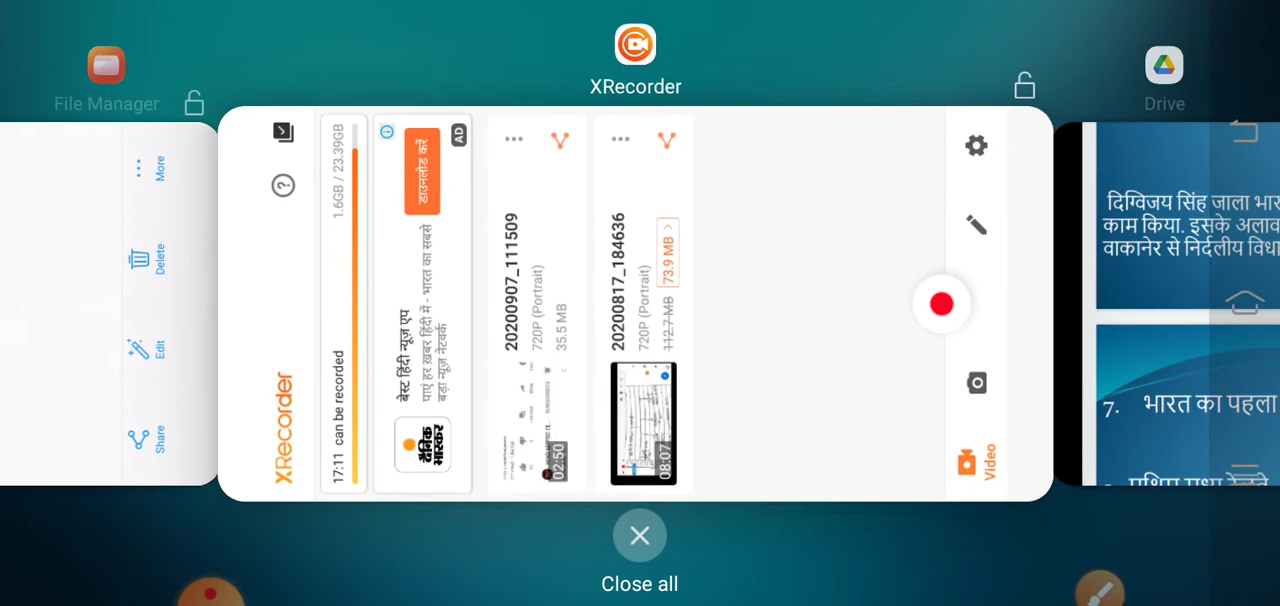 XRecorder
File Manager
Drive
More
Delete
Edit
Share
XRecorder
17:11 can be recorded
1.6GB / 23.39GB
बेस्ट हिंदी न्यूज़ एप
पाएं हर ख़बर हिंदी में - भारत का सबसे
बड़ा न्यूज़ नेटवर्क
डाउनलोड करें
AD
दैनिक
भास्कर
20200907_111509
720P (Portrait)
35.5 MB
02:50
20200817_184636
720P (Portrait)
112.7 MB
73.9 MB >
08:07
Video
दिग्विजय सिंह जाला भार
काम किया. इसके अलाव
वाकानेर से निर्दलीय विधा
7. भारत का पहला
Close all